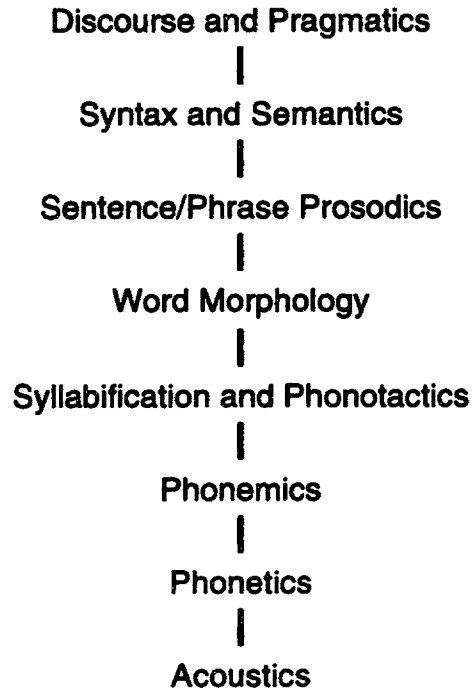 Discourse and Pragmatics
Syntax and Semantics
Sentence/Phrase Prosodics
Word Morphology
Syllabification and Phonotactics
Phonemics
Phonetics
Acoustics